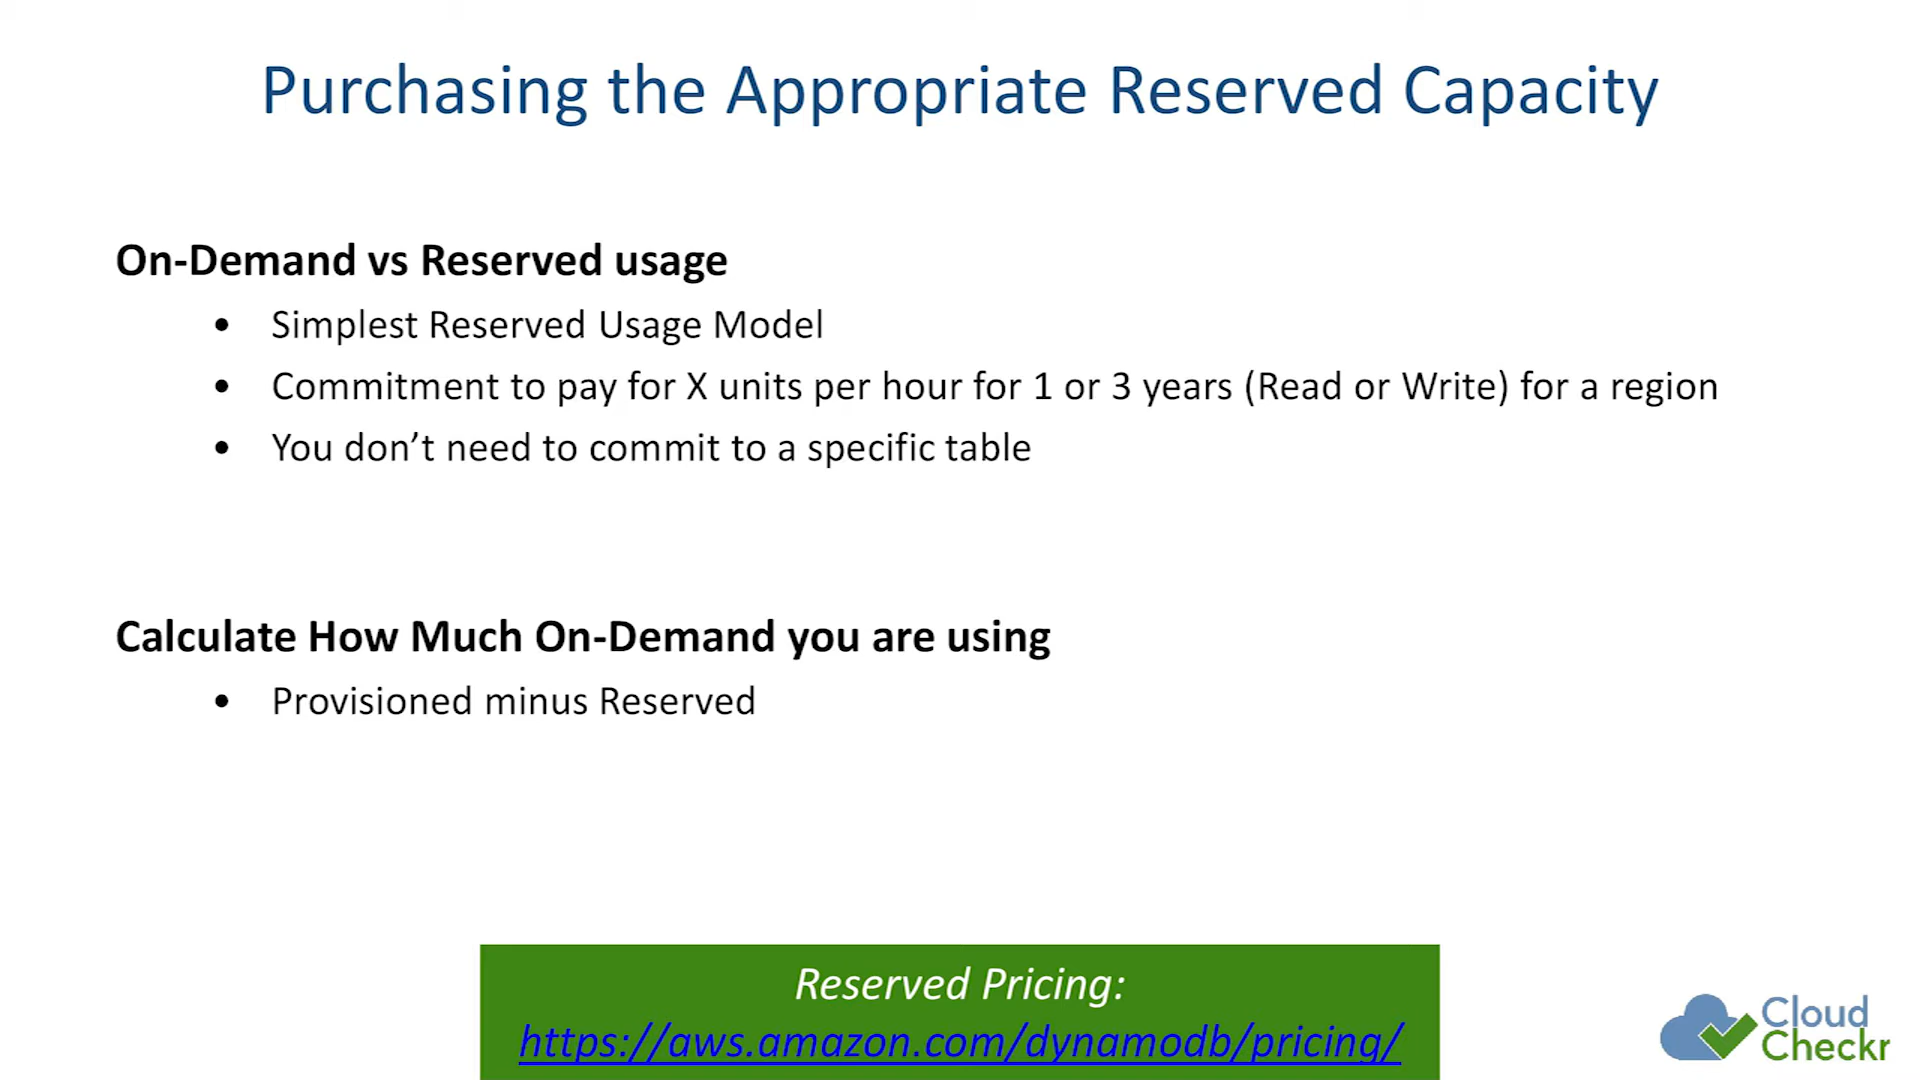 Purchasing the Appropriate Reserved Capacity
On-Demand vs Reserved usage
• Simplest Reserved Usage Model
• Commitment to pay for X units per hour for 1 or 3 years (Read or Write) for a region
• You don’t need to commit to a specific table
Calculate How Much On-Demand you are using
• Provisioned minus Reserved
Reserved Pricing:
https://aws.amazon.com/dynamodb/pricing/
Cloud
Checkr